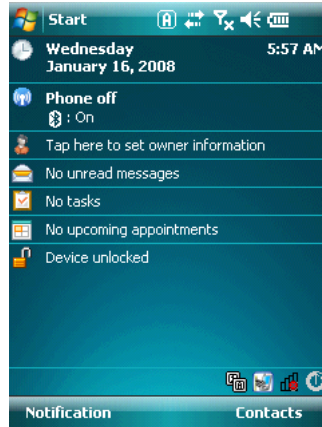 Start
Wednesday 5:57 AM
January 16, 2008
Phone off
: On
Tap here to set owner information
No unread messages
No tasks
No upcoming appointments
Device unlocked
Notification Contacts